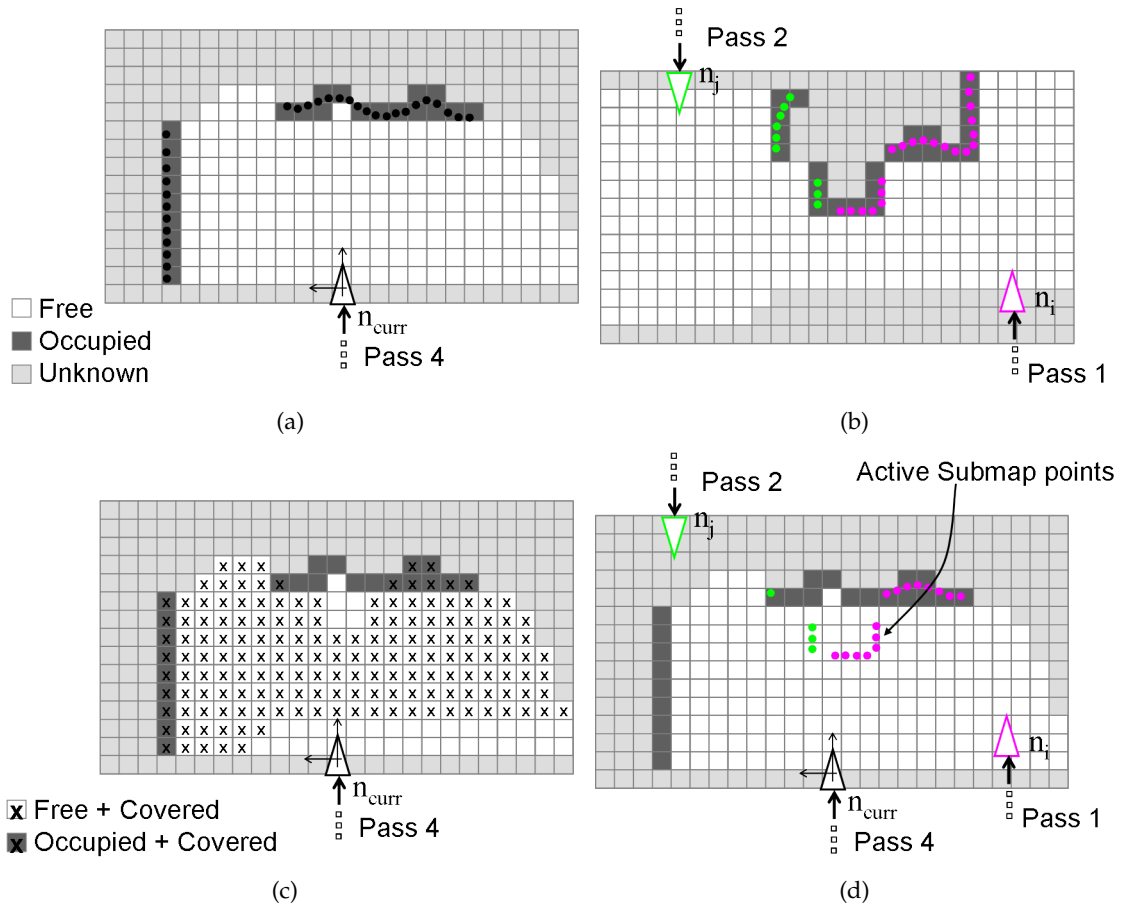 n_curr
Pass 4
Free
Occupied
Unknown
(a)
Pass 2
n_j
n_i
Pass 1
(b)
n_curr
Pass 4
x Free + Covered
x Occupied + Covered
(c)
Pass 2
Active Submap points
n_j
n_i
n_curr
Pass 1
Pass 4
(d)